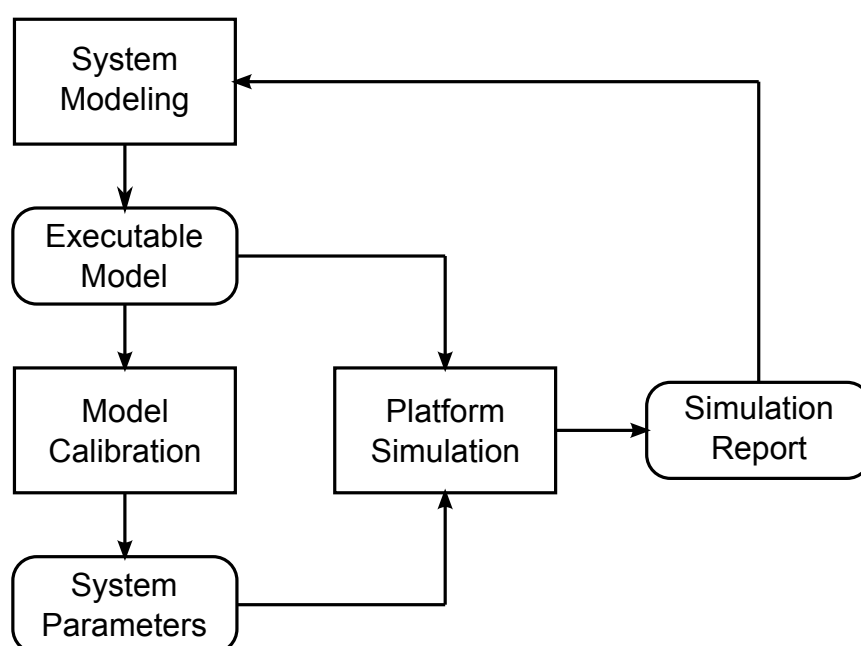 System
Modeling
Executable
Model
Model
Calibration
Platform
Simulation
Simulation
Report
System
Parameters